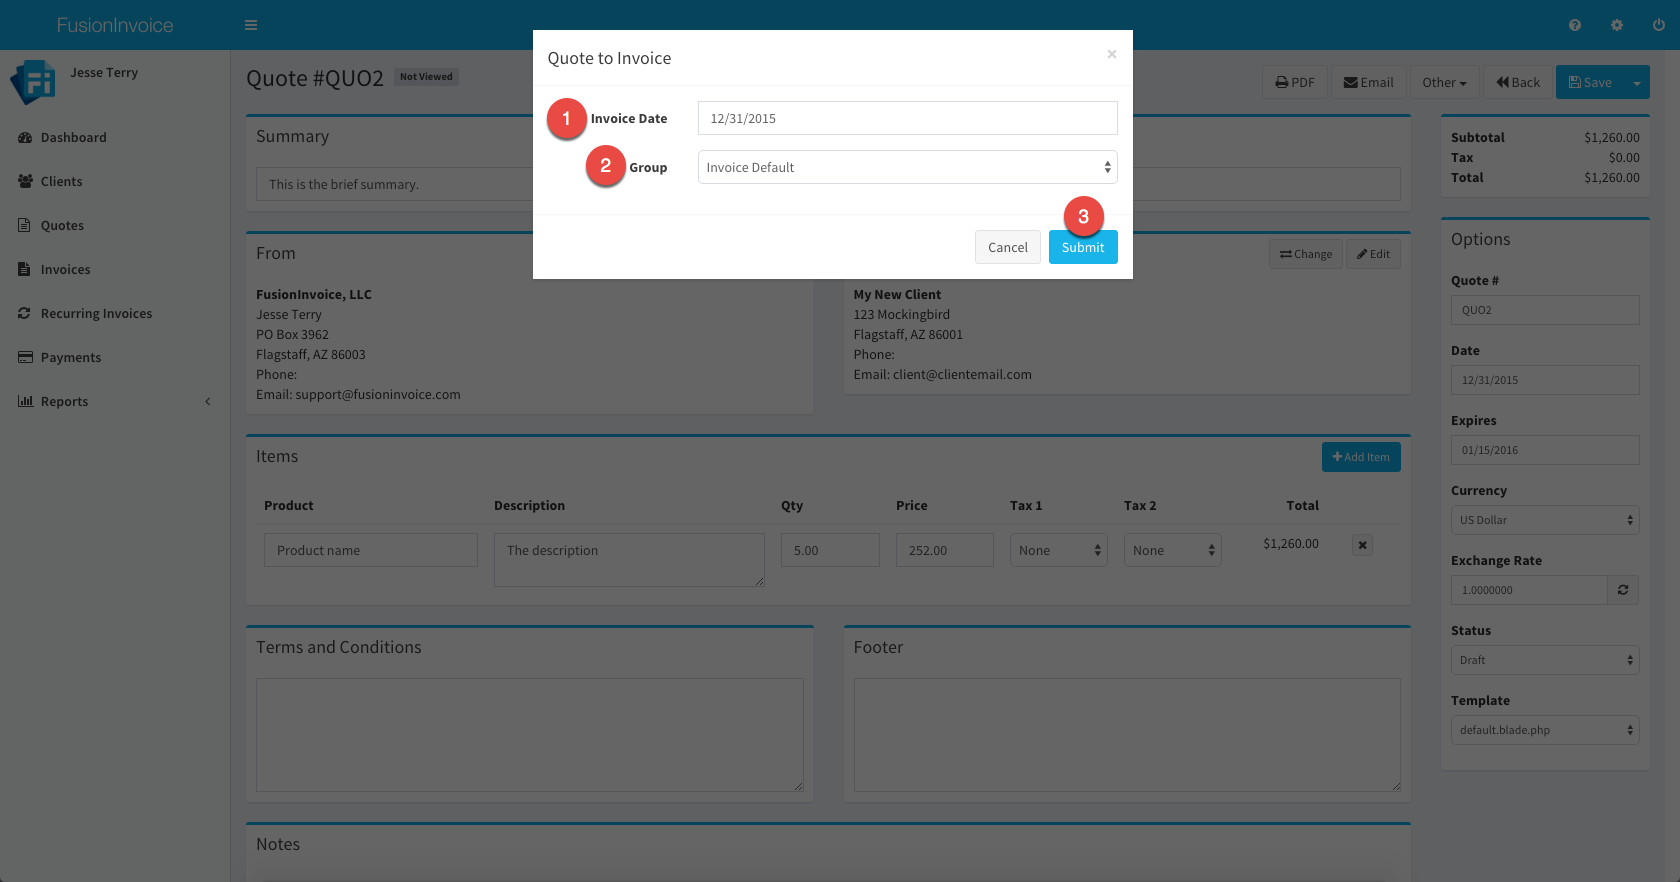 FusionInvoice
Jesse Terry
Dashboard
Clients
Quotes
Invoices
Recurring Invoices
Payments
Reports
Quote #QUO2 Not Viewed
PDF Email Other Back Save
Quote to Invoice ×
1 Invoice Date 12/31/2015
2 Group Invoice Default
3
Cancel Submit
Summary
This is the brief summary.
From
FusionInvoice, LLC
Jesse Terry
PO Box 3962
Flagstaff, AZ 86003
Phone:
Email: support@fusioninvoice.com
Change Edit
My New Client
123 Mockingbird
Flagstaff, AZ 86001
Phone:
Email: client@clientemail.com
Items
Add Item
Product Description Qty Price Tax 1 Tax 2 Total
Product name The description 5.00 252.00 None None $1,260.00
Terms and Conditions
Footer
Notes
Subtotal $1,260.00
Tax $0.00
Total $1,260.00
Options
Quote #
QUO2
Date
12/31/2015
Expires
01/15/2016
Currency
US Dollar
Exchange Rate
1.0000000
Status
Draft
Template
default.blade.php